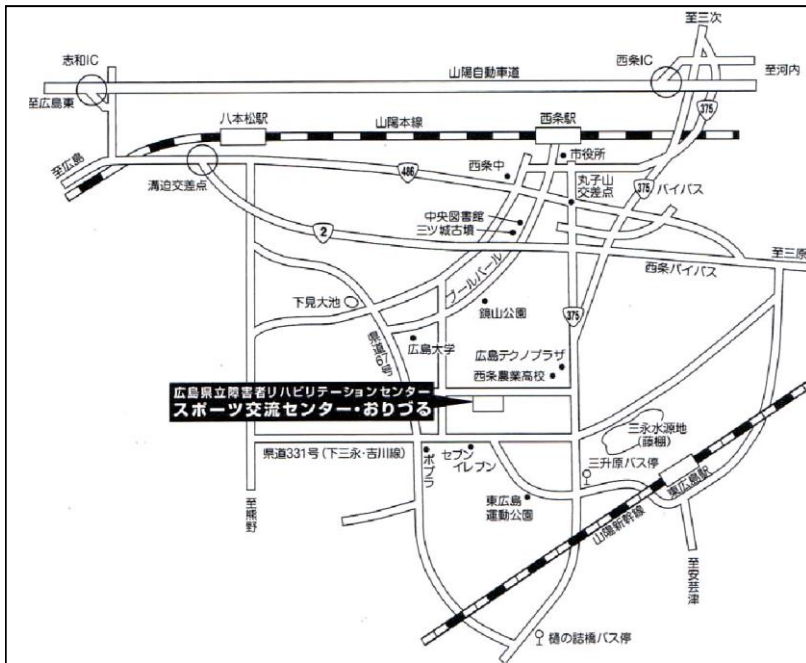 至三次
志和IC
西条IC
山陽自動車道
至河内
至広島東
375
八本松駅
山陽本線
西条駅
市役所
至広島
西条中
486
丸子山
交差点
375
バイパス
溝迫交差点
中央図書館
三ツ城古墳
2
至三原
西条バイパス
ブールバール
下見大池
鏡山公園
375
県道67号
広島大学
広島テクノプラザ
西条農業高校
広島県立障害者リハビリテーションセンター
スポーツ交流センター・おりづる
三永水源地
(藤棚)
県道331号(下三永・吉川線)
ポプラ
セブン
イレブン
三升原バス停
東広島駅
至熊野
東広島
運動公園
山陽新幹線
至安芸津
樋の詰橋バス停